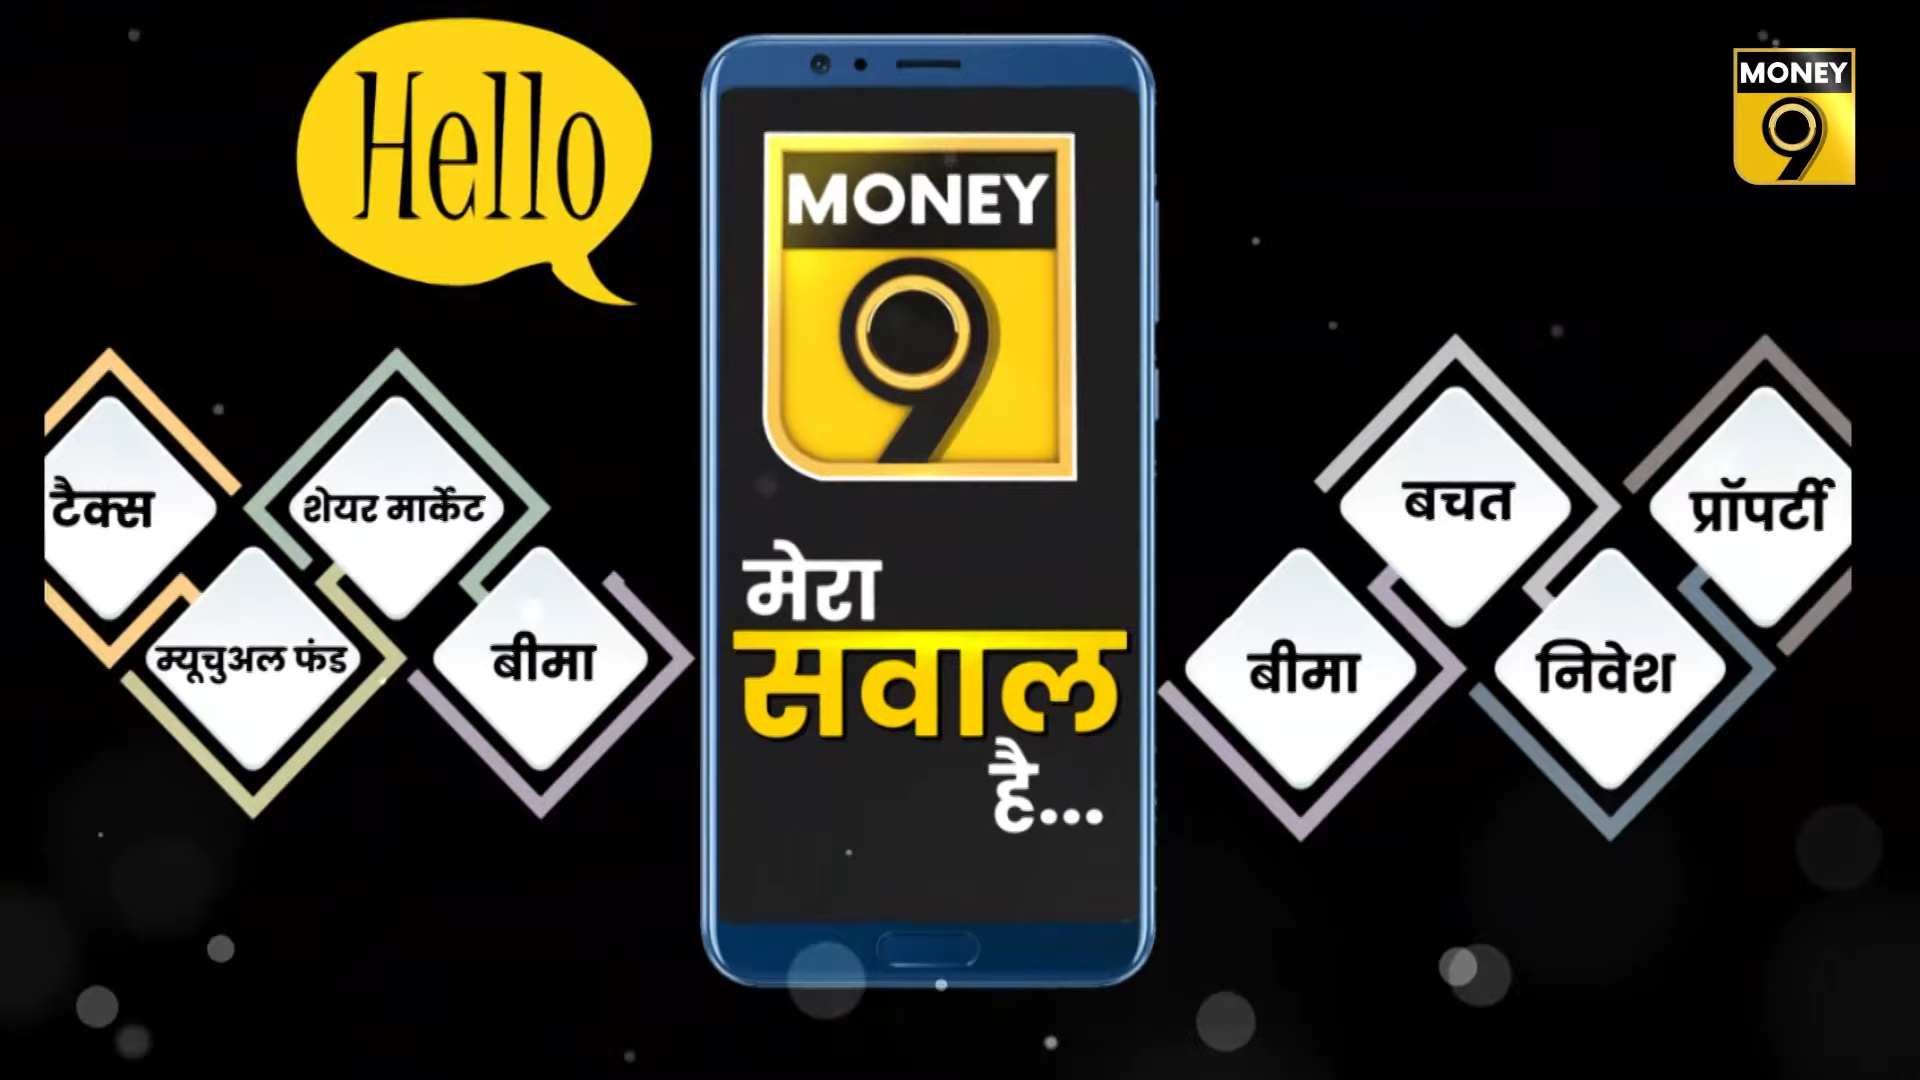 Hello
MONEY
9
MONEY
9
टैक्स
शेयर मार्केट
म्यूचुअल फंड
बीमा
मेरा
सवाल
है...
बचत
प्रॉपर्टी
बीमा
निवेश